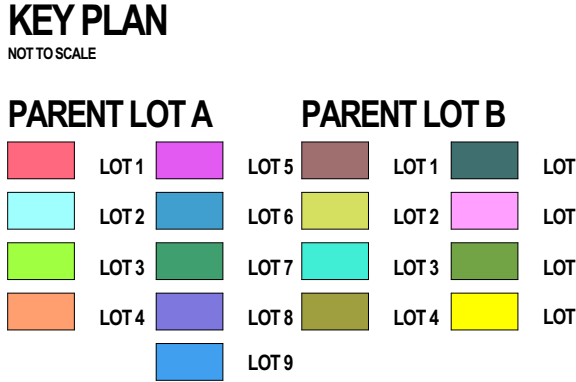 KEY PLAN
NOT TO SCALE
PARENT LOT A PARENT LOT B
LOT 1 LOT 5 LOT 1 LOT
LOT 2 LOT 6 LOT 2 LOT
LOT 3 LOT 7 LOT 3 LOT
LOT 4 LOT 8 LOT 4 LOT
LOT 9